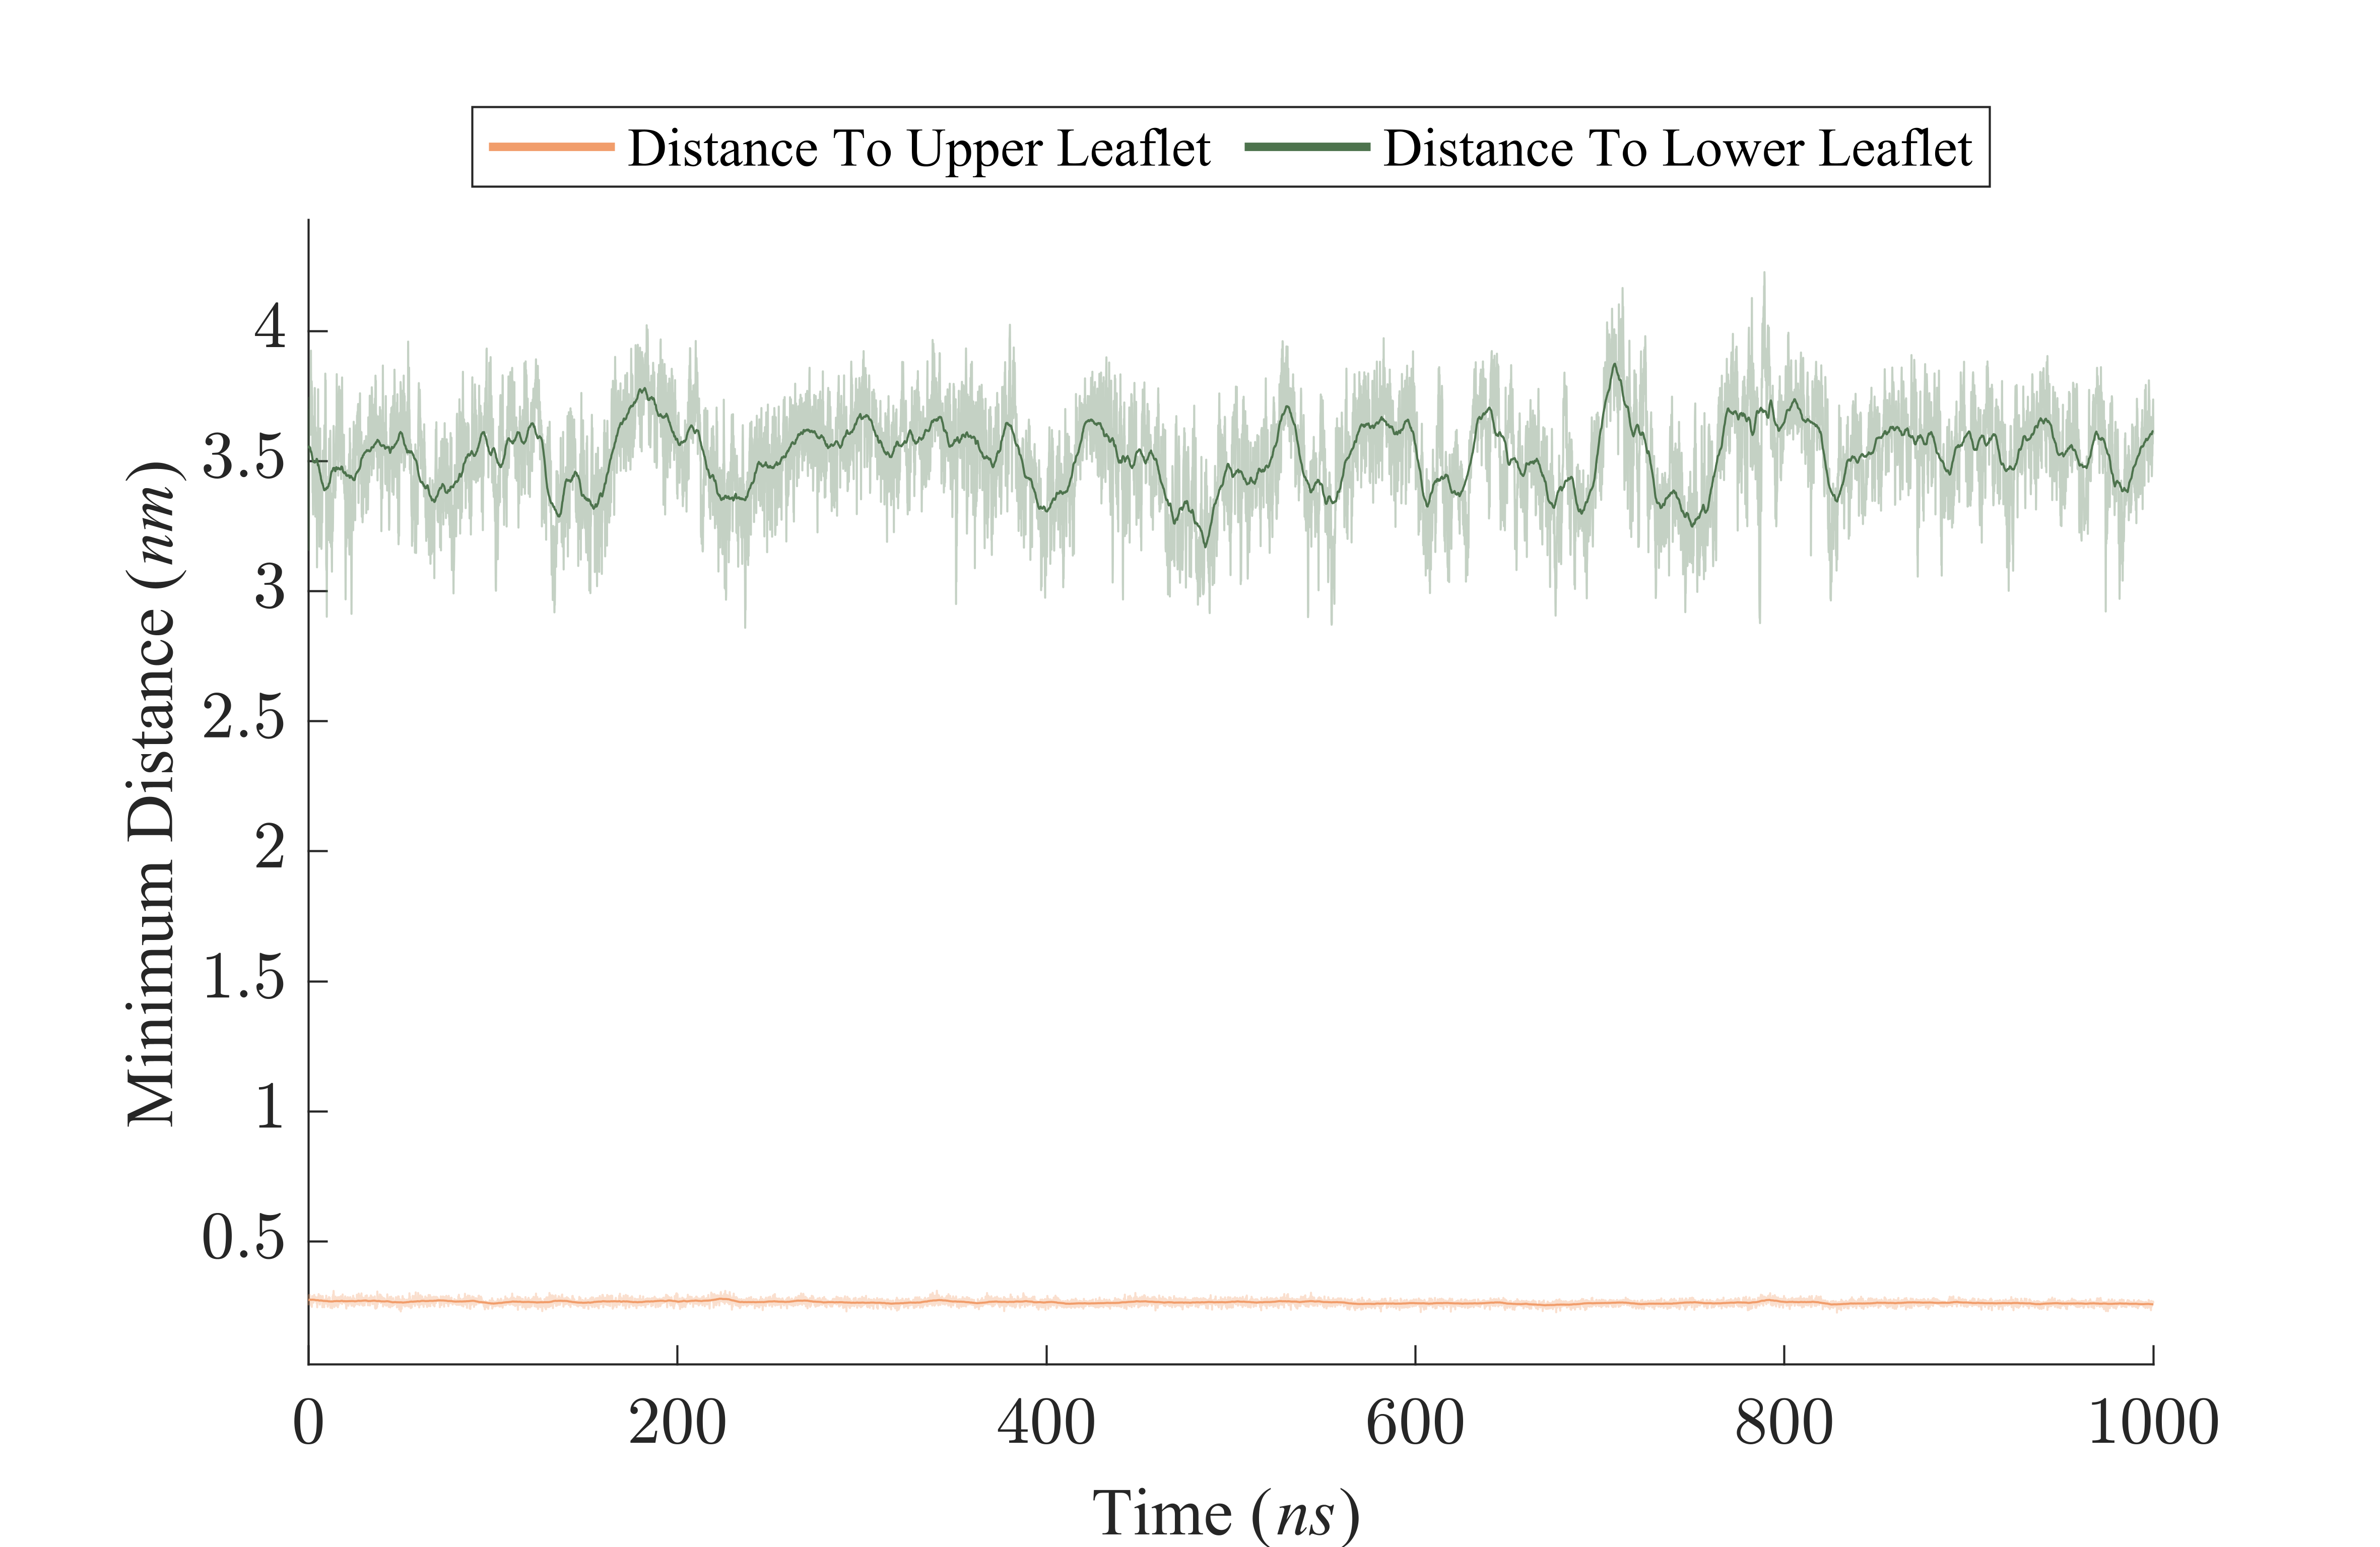 Distance To Upper Leaflet Distance To Lower Leaflet
Minimum Distance (nm)
4
3.5
3
2.5
2
1.5
1
0.5
0 200 400 600 800 1000
Time (ns)